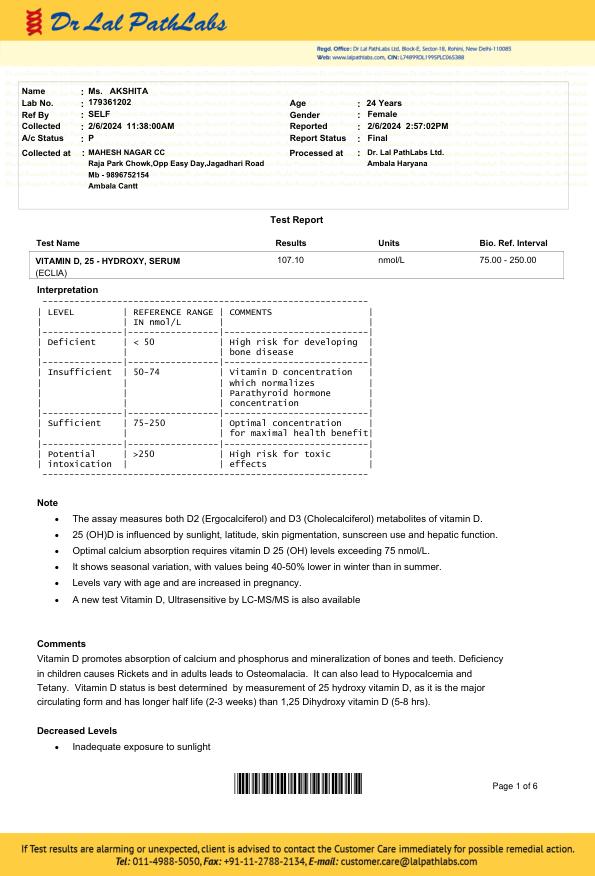 Dr Lal PathLabs
Regd. Office: Dr Lal PathLabs Ltd, Block-E, Sector-18, Rohini, New Delhi-110085
Web: www.lalpathlabs.com, CIN: L74899DL1995PLC065388
Name : Ms. AKSHITA
Lab No. : 179361202 Age : 24 Years
Ref By : SELF Gender : Female
Collected : 2/6/2024 11:38:00AM Reported : 2/6/2024 2:57:02PM
A/c Status : P Report Status : Final
Collected at : MAHESH NAGAR CC Processed at : Dr. Lal PathLabs Ltd.
Raja Park Chowk,Opp Easy Day,Jagadhari Road Ambala Haryana
Mb - 9896752154
Ambala Cantt
Test Report
Test Name Results Units Bio. Ref. Interval
VITAMIN D, 25 - HYDROXY, SERUM 107.10 nmol/L 75.00 - 250.00
(ECLIA)
Interpretation
| LEVEL | REFERENCE RANGE | COMMENTS |
| | IN nmol/L | |
| Deficient | < 50 | High risk for developing |
| | | bone disease |
| Insufficient | 50-74 | Vitamin D concentration |
| | | which normalizes |
| | | Parathyroid hormone |
| | | concentration |
| Sufficient | 75-250 | Optimal concentration |
| | | for maximal health benefit|
| Potential | >250 | High risk for toxic |
| intoxication | | effects |
Note
• The assay measures both D2 (Ergocalciferol) and D3 (Cholecalciferol) metabolites of vitamin D.
• 25 (OH)D is influenced by sunlight, latitude, skin pigmentation, sunscreen use and hepatic function.
• Optimal calcium absorption requires vitamin D 25 (OH) levels exceeding 75 nmol/L.
• It shows seasonal variation, with values being 40-50% lower in winter than in summer.
• Levels vary with age and are increased in pregnancy.
• A new test Vitamin D, Ultrasensitive by LC-MS/MS is also available
Comments
Vitamin D promotes absorption of calcium and phosphorus and mineralization of bones and teeth. Deficiency
in children causes Rickets and in adults leads to Osteomalacia. It can also lead to Hypocalcemia and
Tetany. Vitamin D status is best determined by measurement of 25 hydroxy vitamin D, as it is the major
circulating form and has longer half life (2-3 weeks) than 1,25 Dihydroxy vitamin D (5-8 hrs).
Decreased Levels
• Inadequate exposure to sunlight
Page 1 of 6
If Test results are alarming or unexpected, client is advised to contact the Customer Care immediately for possible remedial action.
Tel: 011-4988-5050, Fax: +91-11-2788-2134, E-mail: customer.care@lalpathlabs.com